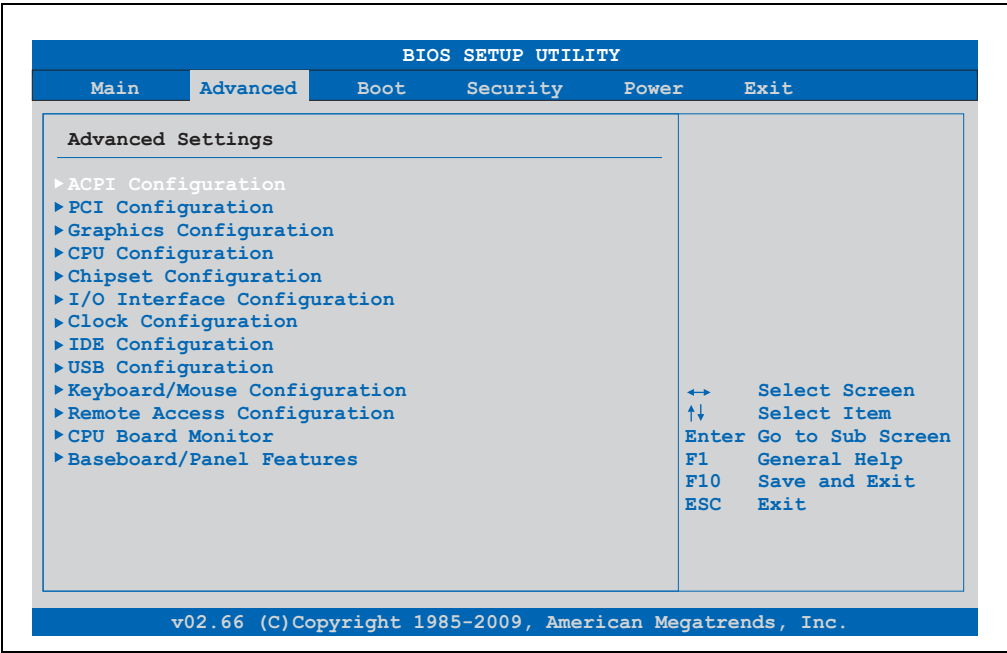 BIOS SETUP UTILITY
Main Advanced Boot Security Power Exit
Advanced Settings
ACPI Configuration
PCI Configuration
Graphics Configuration
CPU Configuration
Chipset Configuration
I/O Interface Configuration
Clock Configuration
IDE Configuration
USB Configuration
Keyboard/Mouse Configuration
Remote Access Configuration
CPU Board Monitor
Baseboard/Panel Features
↔ Select Screen
↑↓ Select Item
Enter Go to Sub Screen
F1 General Help
F10 Save and Exit
ESC Exit
v02.66 (C)Copyright 1985-2009, American Megatrends, Inc.